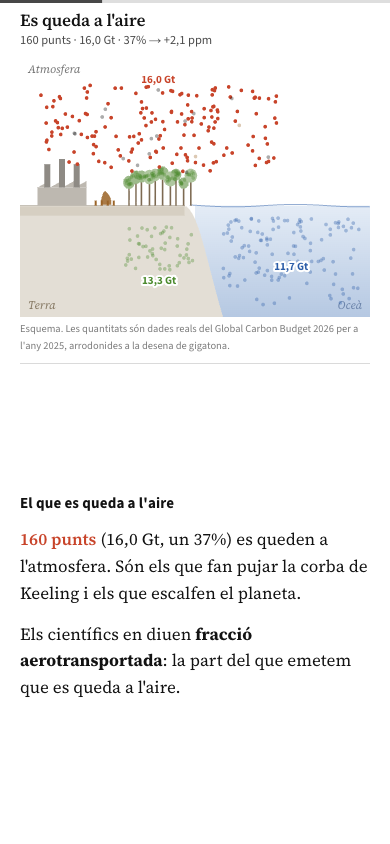 Es queda a l'aire
160 punts · 16,0 Gt · 37% → +2,1 ppm
Atmosfera
16,0 Gt
11,7 Gt
13,3 Gt
Terra
Oceà
Esquema. Les quantitats són dades reals del Global Carbon Budget 2026 per a
l'any 2025, arrodonides a la desena de gigatona.
El que es queda a l'aire
160 punts (16,0 Gt, un 37%) es queden a
l'atmosfera. Són els que fan pujar la corba de
Keeling i els que escalfen el planeta.
Els científics en diuen fracció
aerotransportada: la part del que emetem
que es queda a l'aire.